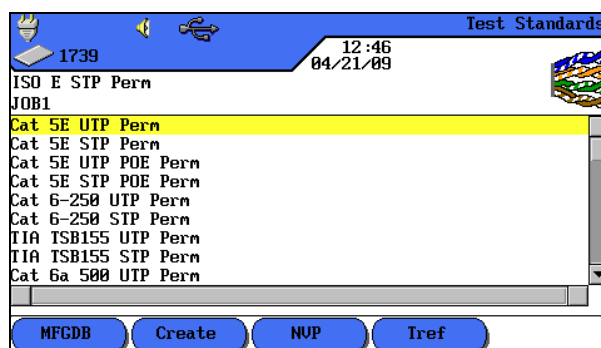 Test Standards
1739
12:46
04/21/09
ISO E STP Perm
JOB1
Cat 5E UTP Perm
Cat 5E STP Perm
Cat 5E UTP POE Perm
Cat 5E STP POE Perm
Cat 6-250 UTP Perm
Cat 6-250 STP Perm
TIA TSB155 UTP Perm
TIA TSB155 STP Perm
Cat 6a 500 UTP Perm
MFGDB Create NVP Tref